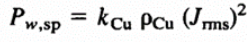 P_{w,sp} = k_{Cu} ρ_{Cu} (J_{rms})^2